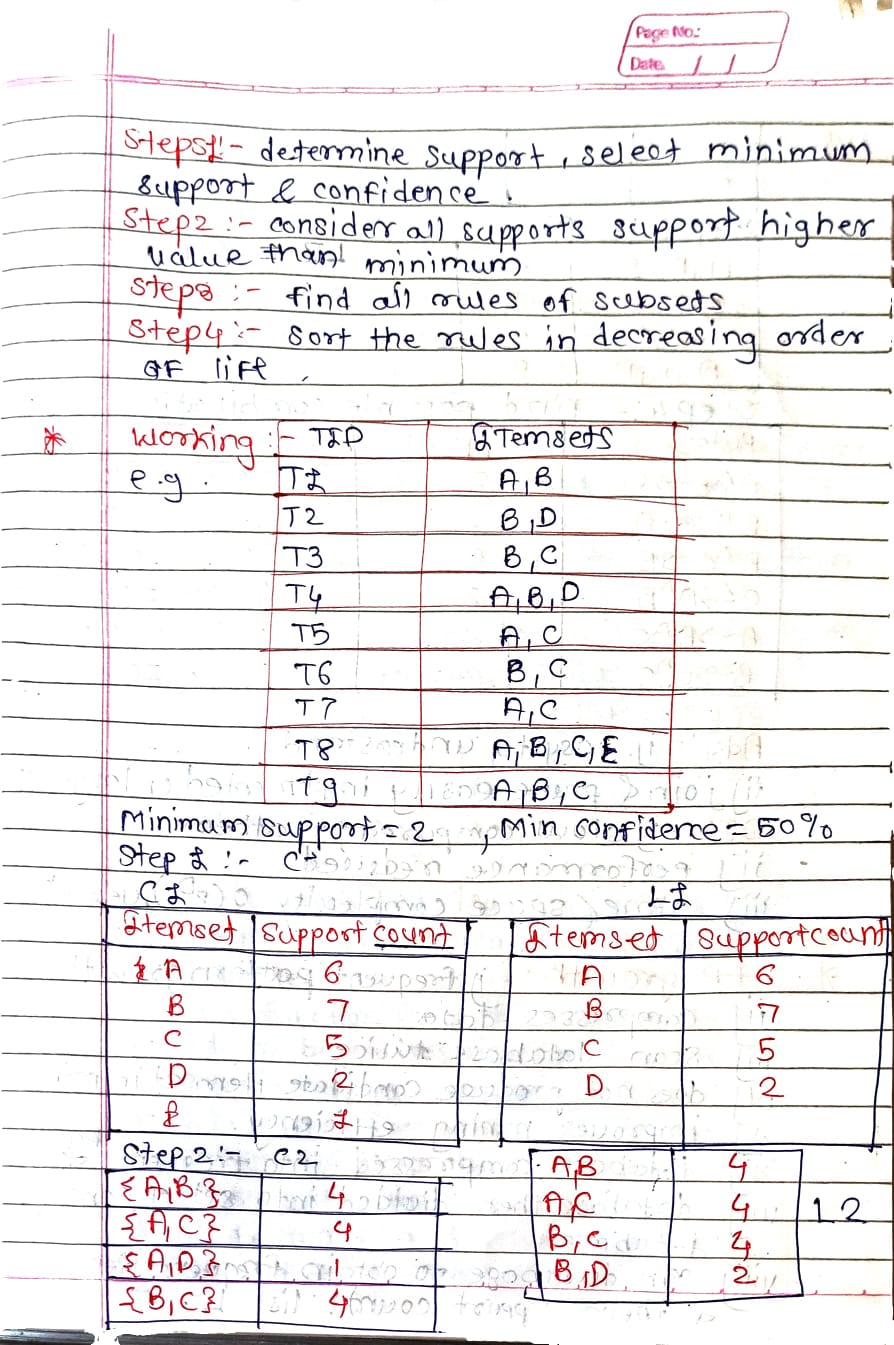 Page No.:
Date / /
Steps1:- determine support, select minimum
support & confidence.
Step2 :- consider all supports support higher
value than minimum
Step3 :- find all rules of subsets
Step4 :- Sort the rules in decreasing order
OF lift.
* Working :- TID ITemsets
e.g. T1 A,B
T2 B,D
T3 B,C
T4 A,B,D
T5 A,C
T6 B,C
T7 A,C
T8 A,B,C,E
T9 A,B,C
Minimum support = 2 , Min confidence = 50%
Step 1 :- C1
C1 L1
Itemset Support count Itemset supportcount
A 6 A 6
B 7 B 7
C 5 C 5
D 2 D 2
E 1
Step 2 :- C2
{A,B} 4 A,B 4
{A,C} 4 A,C 4 L2
{A,D} 1 B,C 4
{B,C} 4 B,D 2